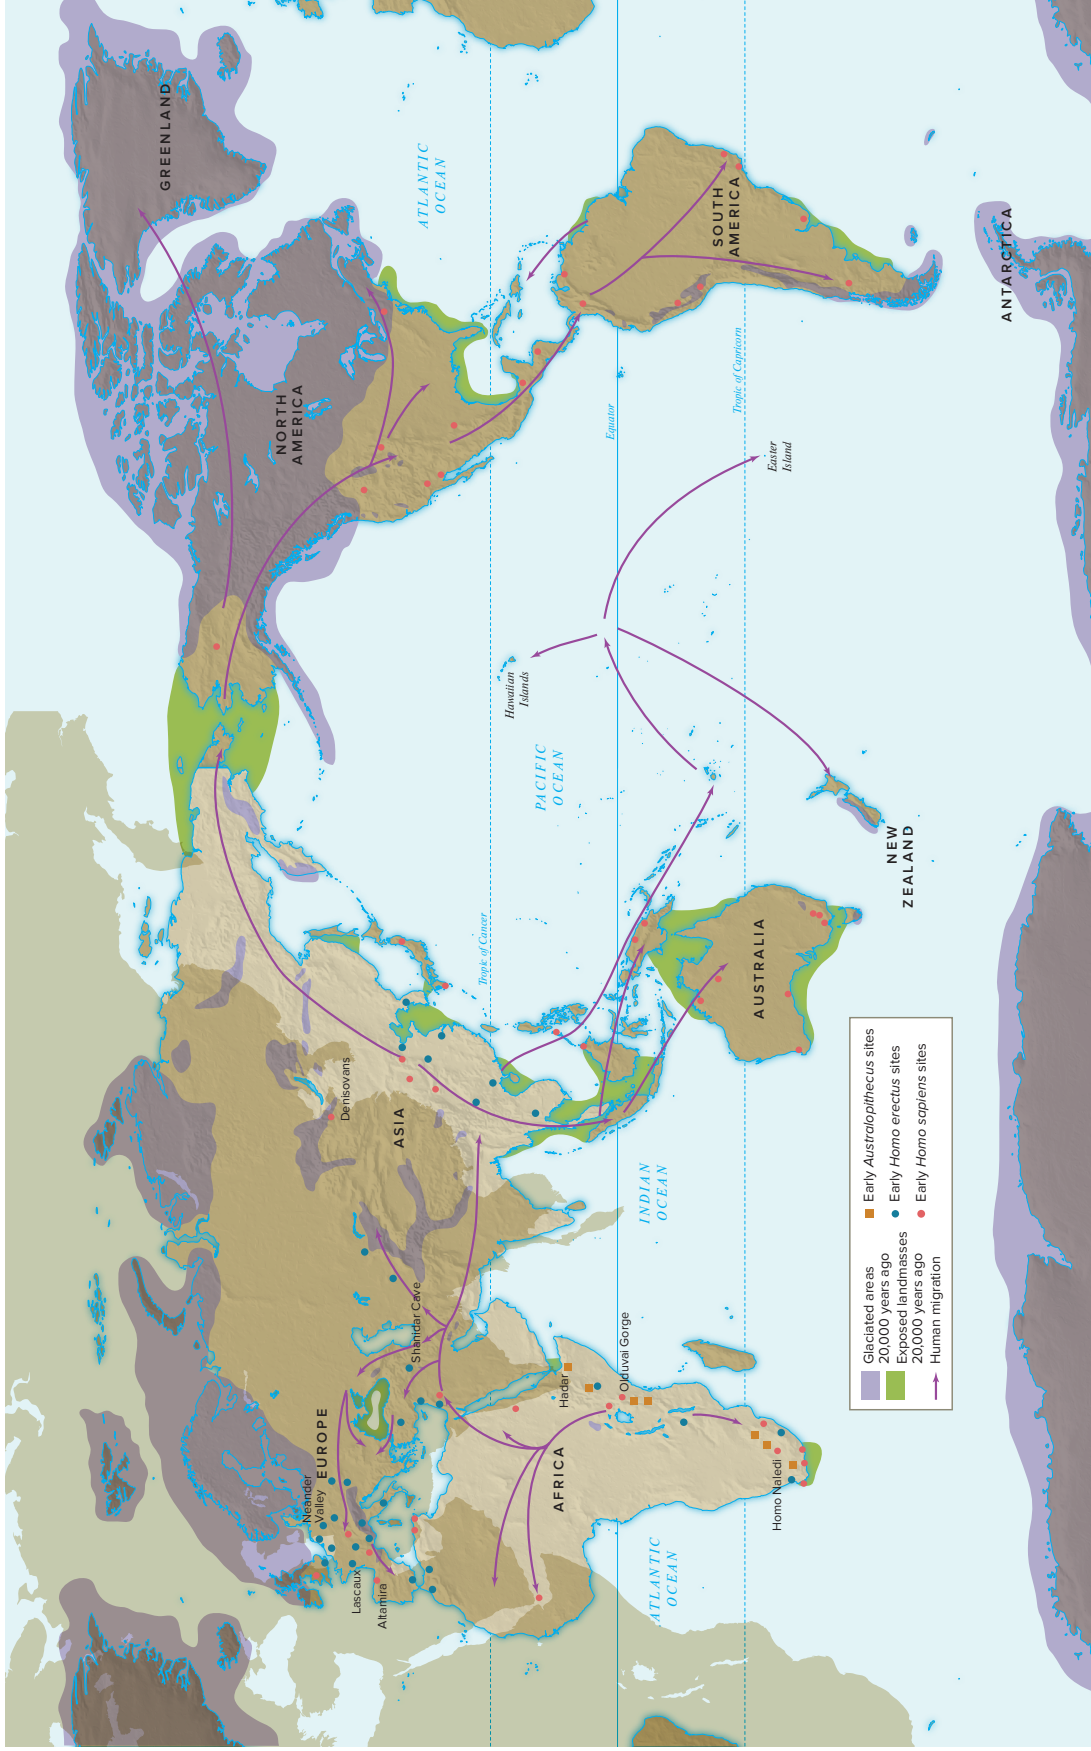 GREENLAND
NORTH
AMERICA
ATLANTIC
OCEAN
SOUTH
AMERICA
ANTARCTICA
Tropic of Capricorn
Equator
Easter
Island
Hawaiian
Islands
PACIFIC
OCEAN
NEW
ZEALAND
Tropic of Cancer
AUSTRALIA
Denisovans
ASIA
INDIAN
OCEAN
Shanidar Cave
Olduvai Gorge
Hadar
EUROPE
Neander
Valley
AFRICA
Homo Naledi
Lascaux
Altamira
ATLANTIC
OCEAN
Glaciated areas
20,000 years ago
Exposed landmasses
20,000 years ago
Human migration
Early Australopithecus sites
Early Homo erectus sites
Early Homo sapiens sites